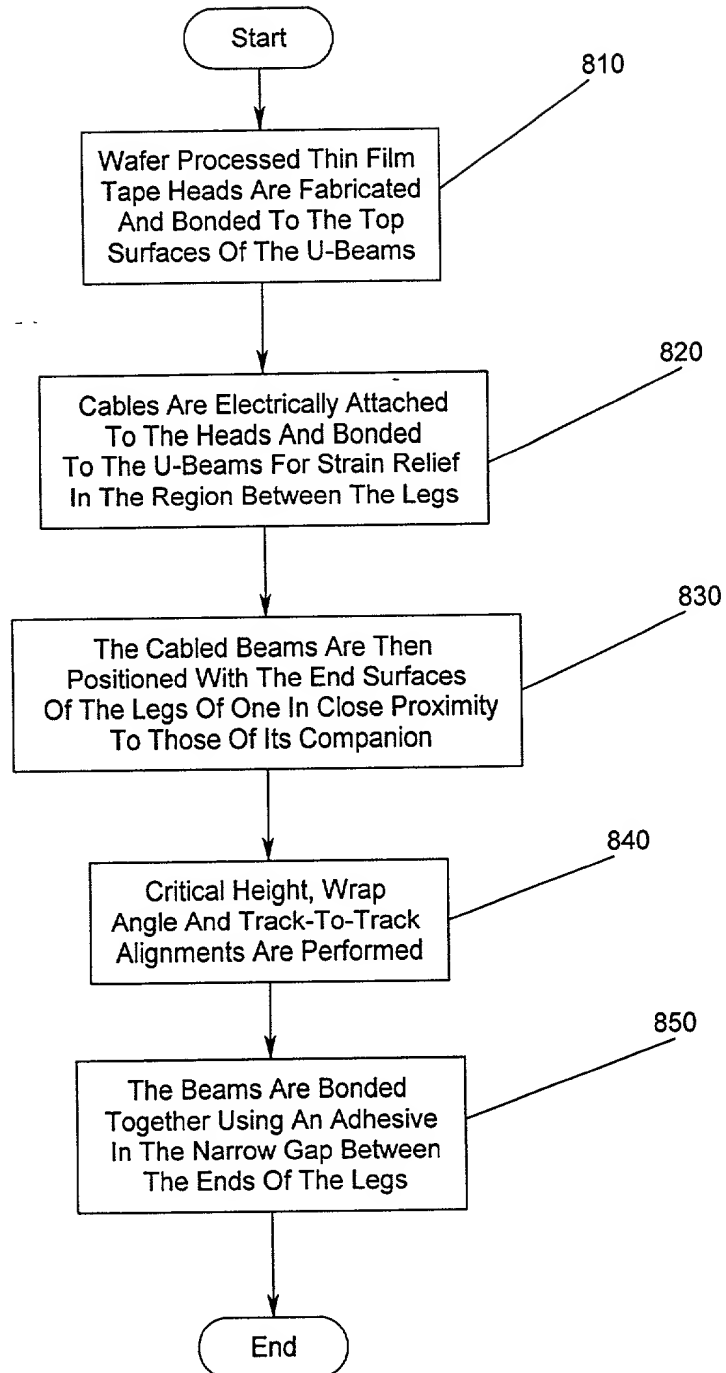 Start
810
Wafer Processed Thin Film
Tape Heads Are Fabricated
And Bonded To The Top
Surfaces Of The U-Beams
820
Cables Are Electrically Attached
To The Heads And Bonded
To The U-Beams For Strain Relief
In The Region Between The Legs
830
The Cabled Beams Are Then
Positioned With The End Surfaces
Of The Legs Of One In Close Proximity
To Those Of Its Companion
840
Critical Height, Wrap
Angle And Track-To-Track
Alignments Are Performed
850
The Beams Are Bonded
Together Using An Adhesive
In The Narrow Gap Between
The Ends Of The Legs
End